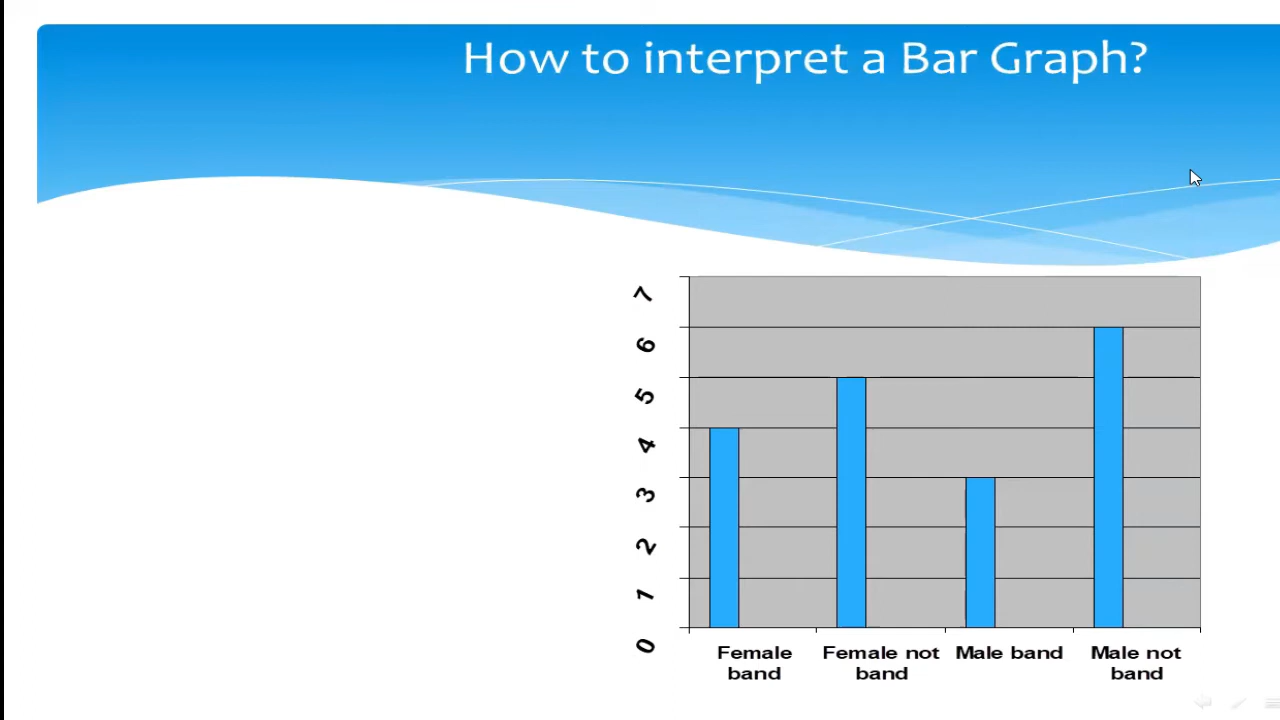 How to interpret a Bar Graph?
7
6
5
4
3
2
1
0
Female band
Female not band
Male band
Male not band